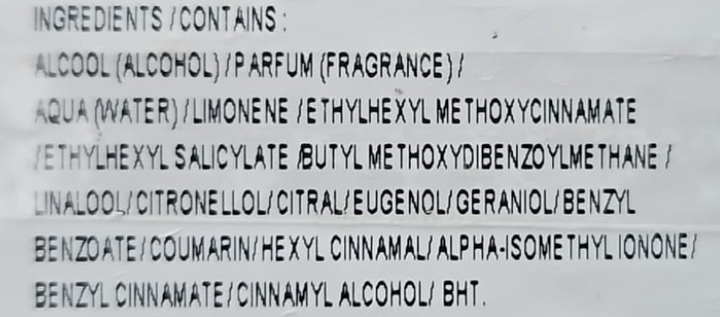 INGREDIENTS / CONTAINS :
ALCOOL (ALCOHOL) / PARFUM (FRAGRANCE) /
AQUA (WATER) / LIMONENE / ETHYLHEXYL METHOXYCINNAMATE
/ ETHYLHEXYL SALICYLATE / BUTYL METHOXYDIBENZOYLMETHANE /
LINALOOL / CITRONELLOL / CITRAL / EUGENOL / GERANIOL / BENZYL
BENZOATE / COUMARIN / HEXYL CINNAMAL / ALPHA-ISOMETHYL IONONE /
BENZYL CINNAMATE / CINNAMYL ALCOHOL / BHT.